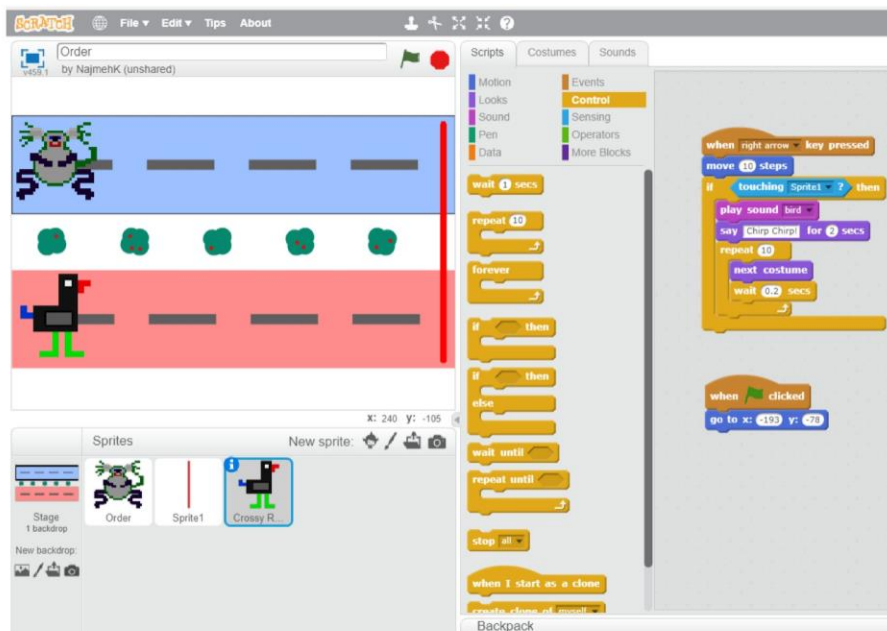 SCRATCH File ▼ Edit ▼ Tips About
Order
by NajmehK (unshared)
v459.1
X: 240 y: -105
Sprites New sprite:
Stage
1 backdrop
New backdrop:
Order
Sprite1
Crossy R...
Scripts Costumes Sounds
Motion Events
Looks Control
Sound Sensing
Pen Operators
Data More Blocks
wait 1 secs
repeat 10
forever
if then
if then
else
wait until
repeat until
stop all
when I start as a clone
create clone of myself
when right arrow key pressed
move 10 steps
if touching Sprite1 ? then
play sound bird
say Chirp Chirp! for 2 secs
repeat 10
next costume
wait 0.2 secs
when clicked
go to x: -193 y: -78
Backpack